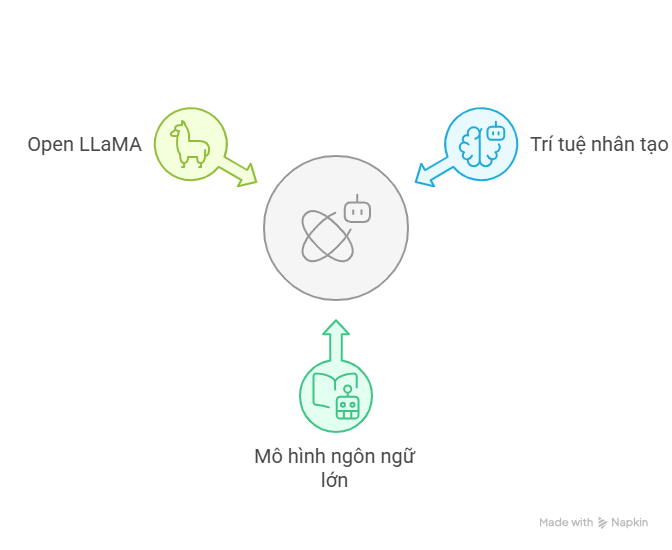 Open LLaMA
Trí tuệ nhân tạo
Mô hình ngôn ngữ
lớn
Made with Napkin